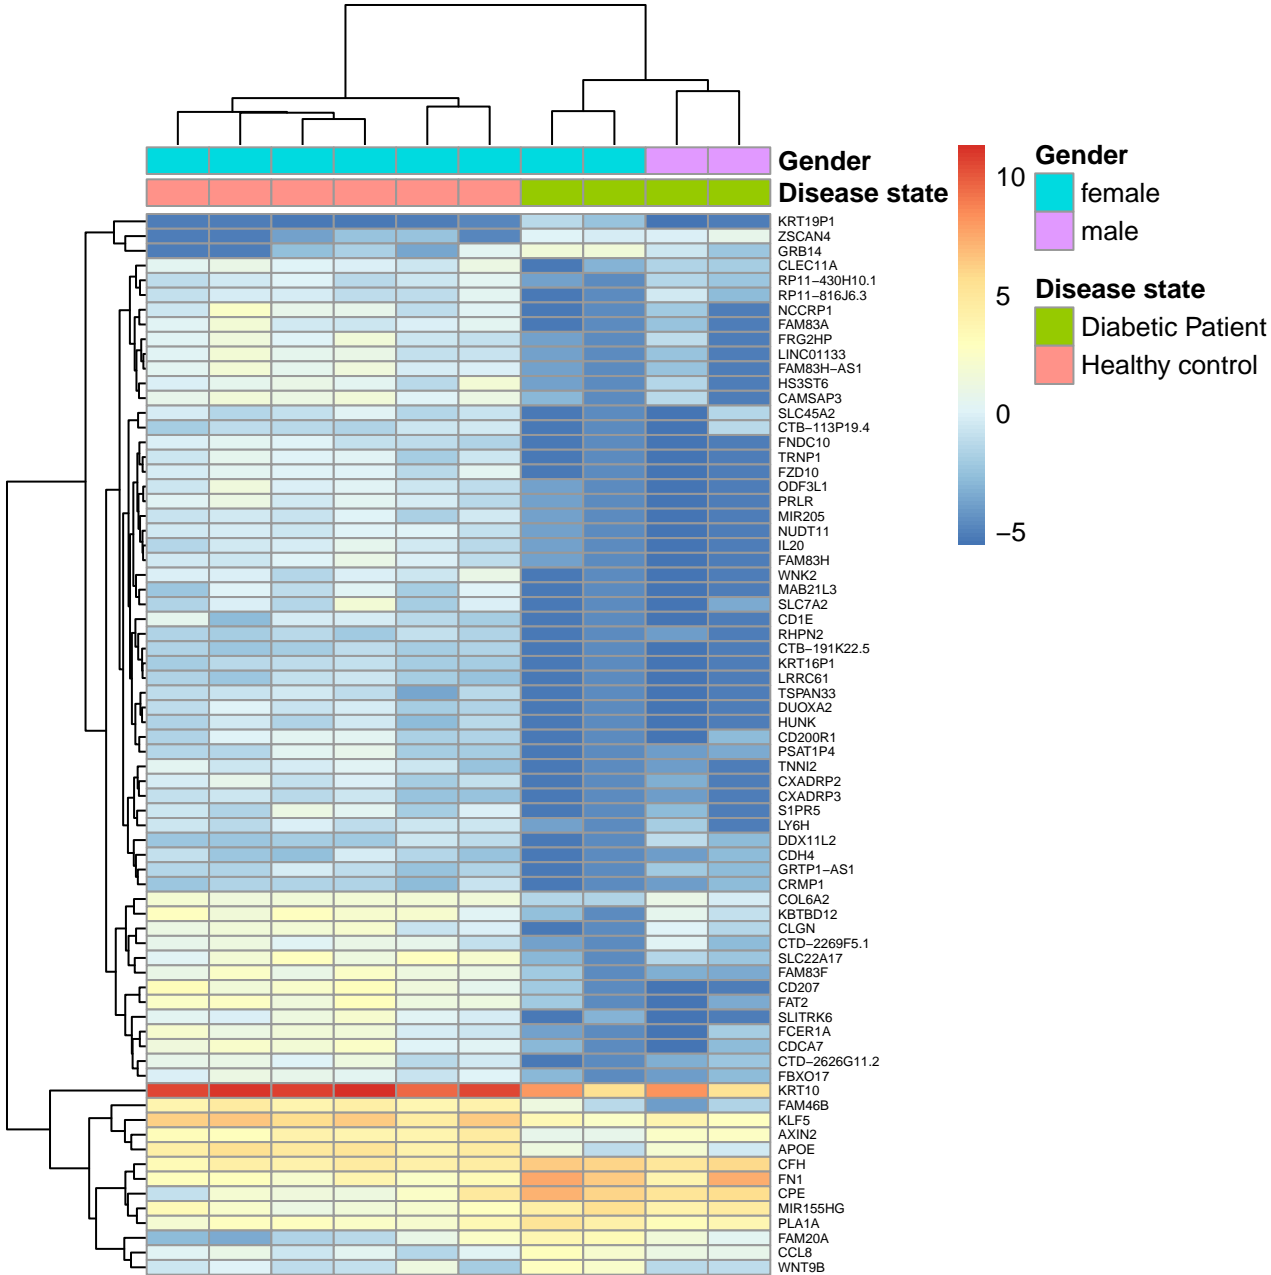 Gender
Disease state
KRT19P1
ZSCAN4
GRB14
CLEC11A
RP11−430H10.1
RP11−816J6.3
NCCRP1
FAM83A
FRG2HP
LINC01133
FAM83H−AS1
HS3ST6
CAMSAP3
SLC45A2
CTB−113P19.4
FNDC10
TRNP1
FZD10
ODF3L1
PRLR
MIR205
NUDT11
IL20
FAM83H
WNK2
MAB21L3
SLC7A2
CD1E
RHPN2
CTB−191K22.5
KRT16P1
LRRC61
TSPAN33
DUOXA2
HUNK
CD200R1
PSAT1P4
TNNI2
CXADRP2
CXADRP3
S1PR5
LY6H
DDX11L2
CDH4
GRTP1−AS1
CRMP1
COL6A2
KBTBD12
CLGN
CTD−2269F5.1
SLC22A17
FAM83F
CD207
FAT2
SLITRK6
FCER1A
CDCA7
CTD−2626G11.2
FBXO17
KRT10
FAM46B
KLF5
AXIN2
APOE
CFH
FN1
CPE
MIR155HG
PLA1A
FAM20A
CCL8
WNT9B
10
5
0
−5
Gender
female
male
Disease state
Diabetic Patient
Healthy control